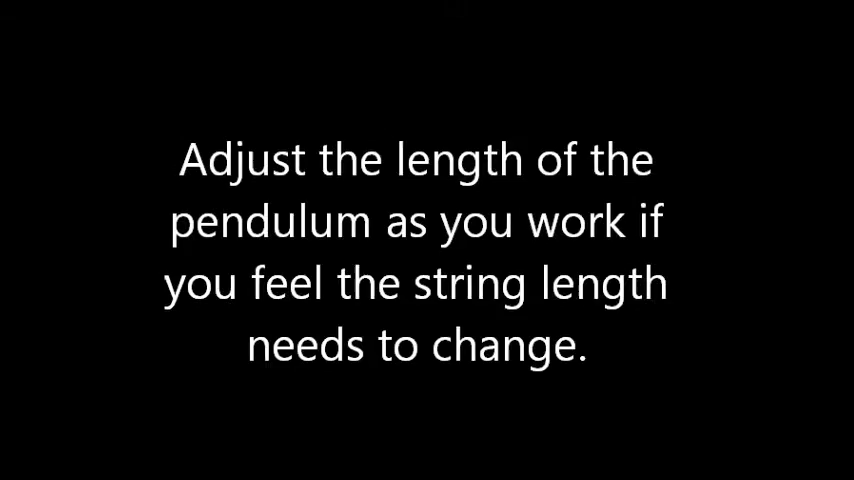 Adjust the length of the
pendulum as you work if
you feel the string length
needs to change.